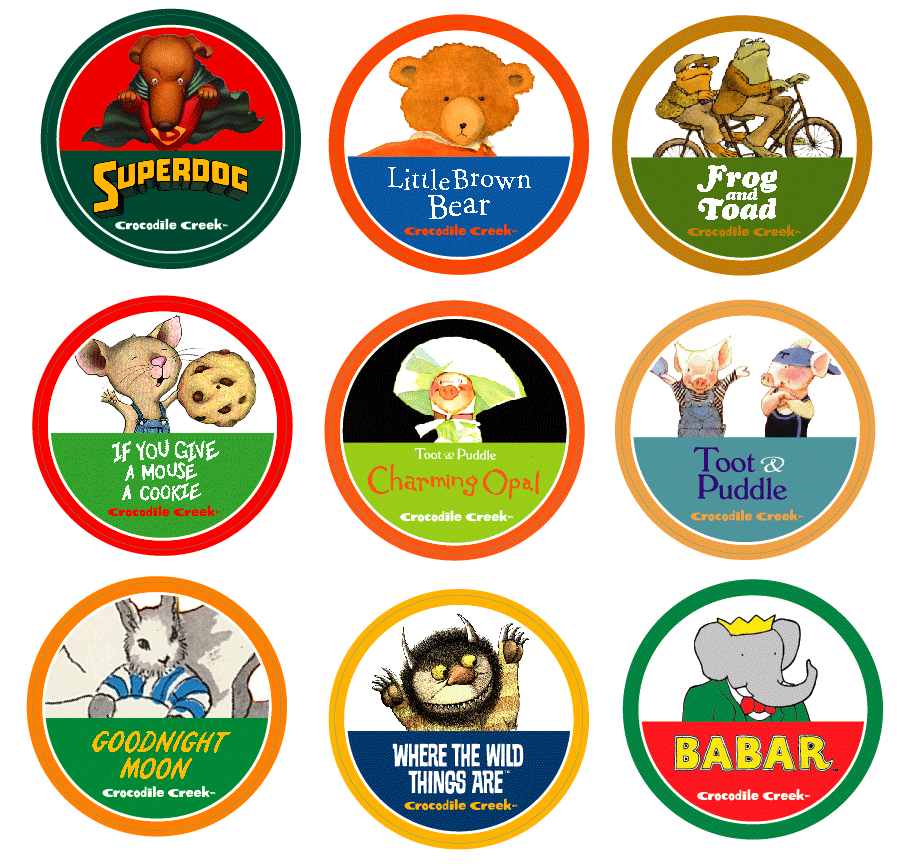 SUPERDOG
Crocodile Creek™
Little Brown
Bear
Crocodile Creek™
Frog
and
Toad
Crocodile Creek™
IF YOU GIVE
A MOUSE
A COOKIE
Crocodile Creek™
Toot & Puddle
Charming Opal
Crocodile Creek™
Toot &
Puddle
Crocodile Creek™
GOODNIGHT
MOON
Crocodile Creek™
WHERE THE WILD
THINGS ARE™
Crocodile Creek™
BABAR™
Crocodile Creek™